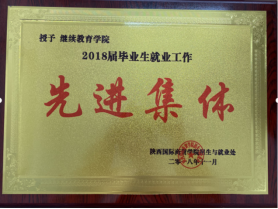 授予 继续教育学院
2018届毕业生就业工作
先进集体
陕西国际商贸学院招生与就业处
二〇一八年十一月